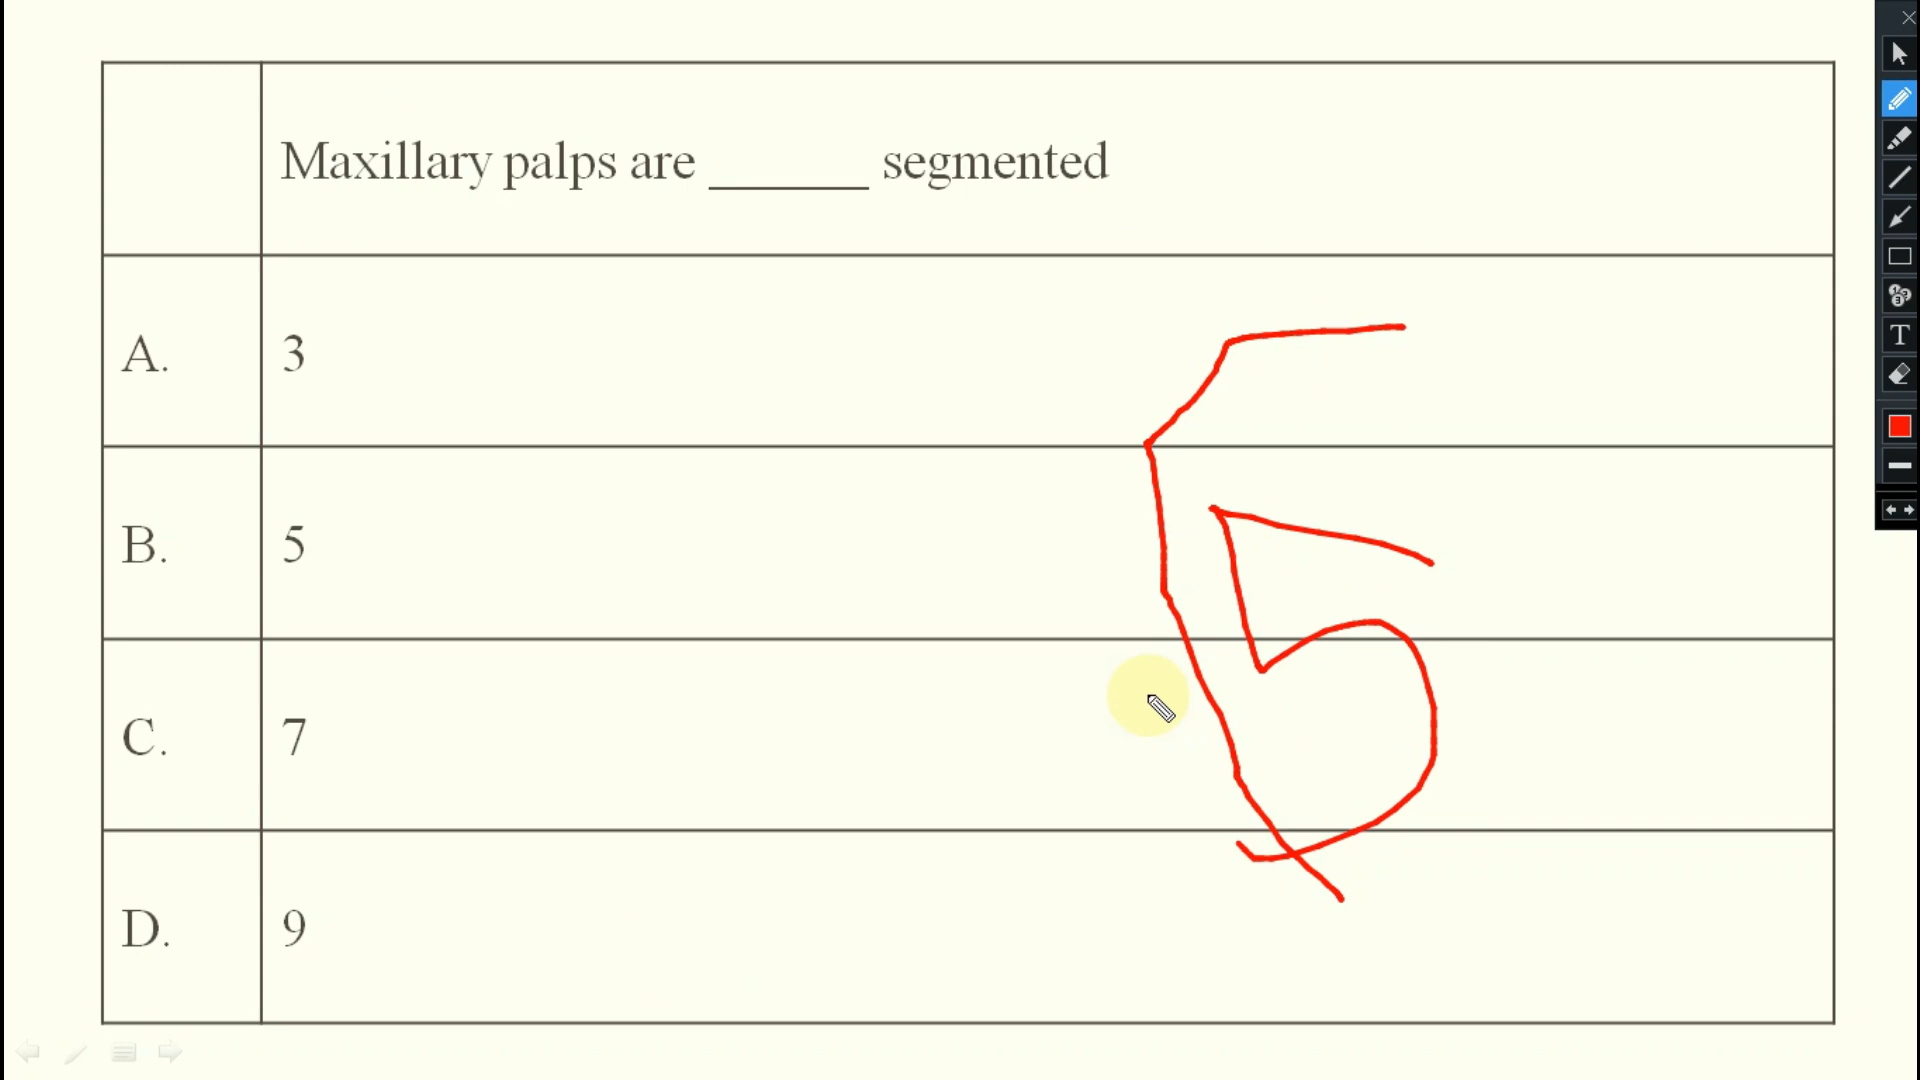 Maxillary palps are ______ segmented
A. 3
B. 5
C. 7
D. 9
5
T